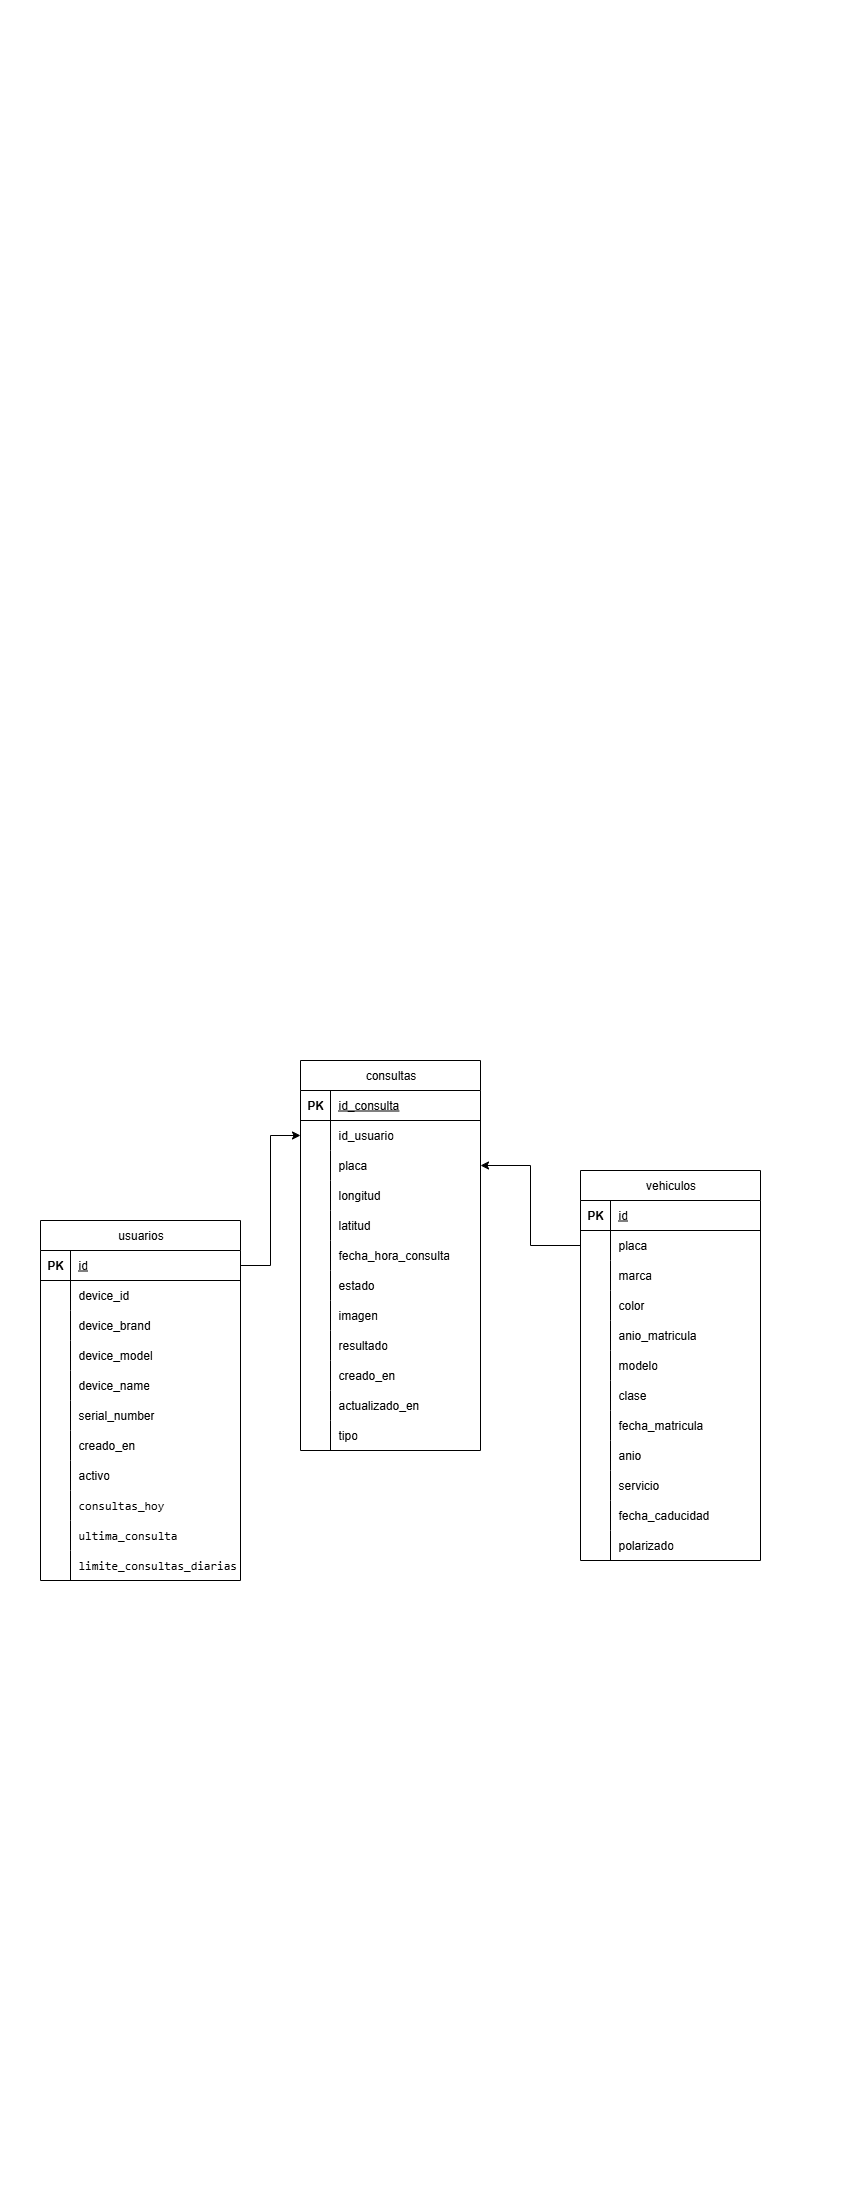 consultas
PK id_consulta
id_usuario
placa
longitud
latitud
fecha_hora_consulta
estado
imagen
resultado
creado_en
actualizado_en
tipo
usuarios
PK id
device_id
device_brand
device_model
device_name
serial_number
creado_en
activo
consultas_hoy
ultima_consulta
limite_consultas_diarias
vehiculos
PK id
placa
marca
color
anio_matricula
modelo
clase
fecha_matricula
anio
servicio
fecha_caducidad
polarizado